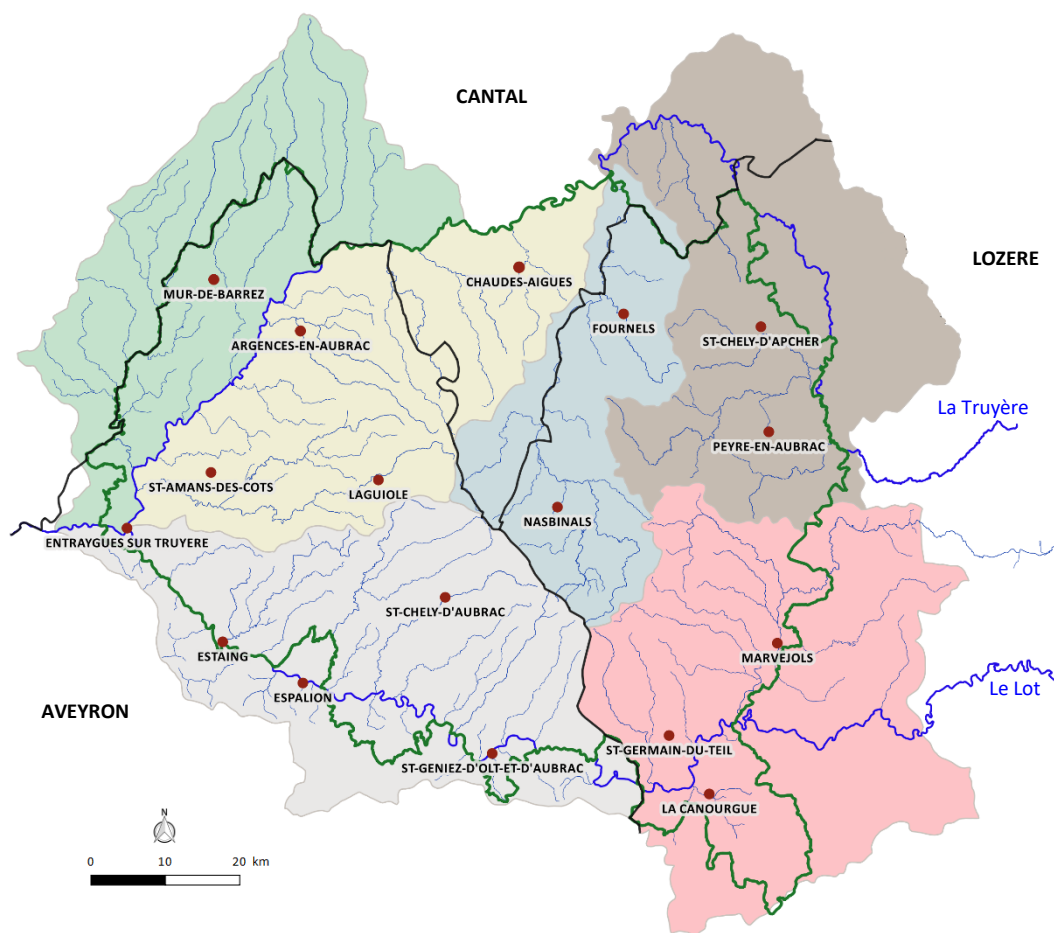 CANTAL
LOZERE
CHAUDES-AIGUES
MUR-DE-BARREZ
FOURNELS
ARGENCES-EN-AUBRAC
ST-CHELY-D'APCHER
La Truyère
PEYRE-EN-AUBRAC
ST-AMANS-DES-COTS
LAGUIOLE
NASBINALS
ENTRAYGUES SUR TRUYERE
ST-CHELY-D'AUBRAC
ESTAING
MARVEJOLS
Le Lot
ESPALION
AVEYRON
ST-GERMAIN-DU-TEIL
ST-GENIEZ-D'OLT-ET-D'AUBRAC
LA CANOURGUE
N
0 10 20 km